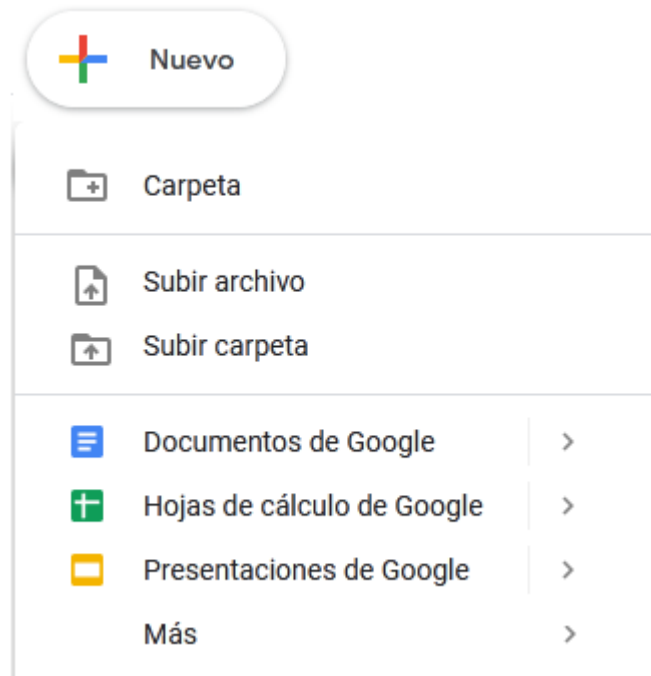 Nuevo
Carpeta
Subir archivo
Subir carpeta
Documentos de Google
Hojas de cálculo de Google
Presentaciones de Google
Más